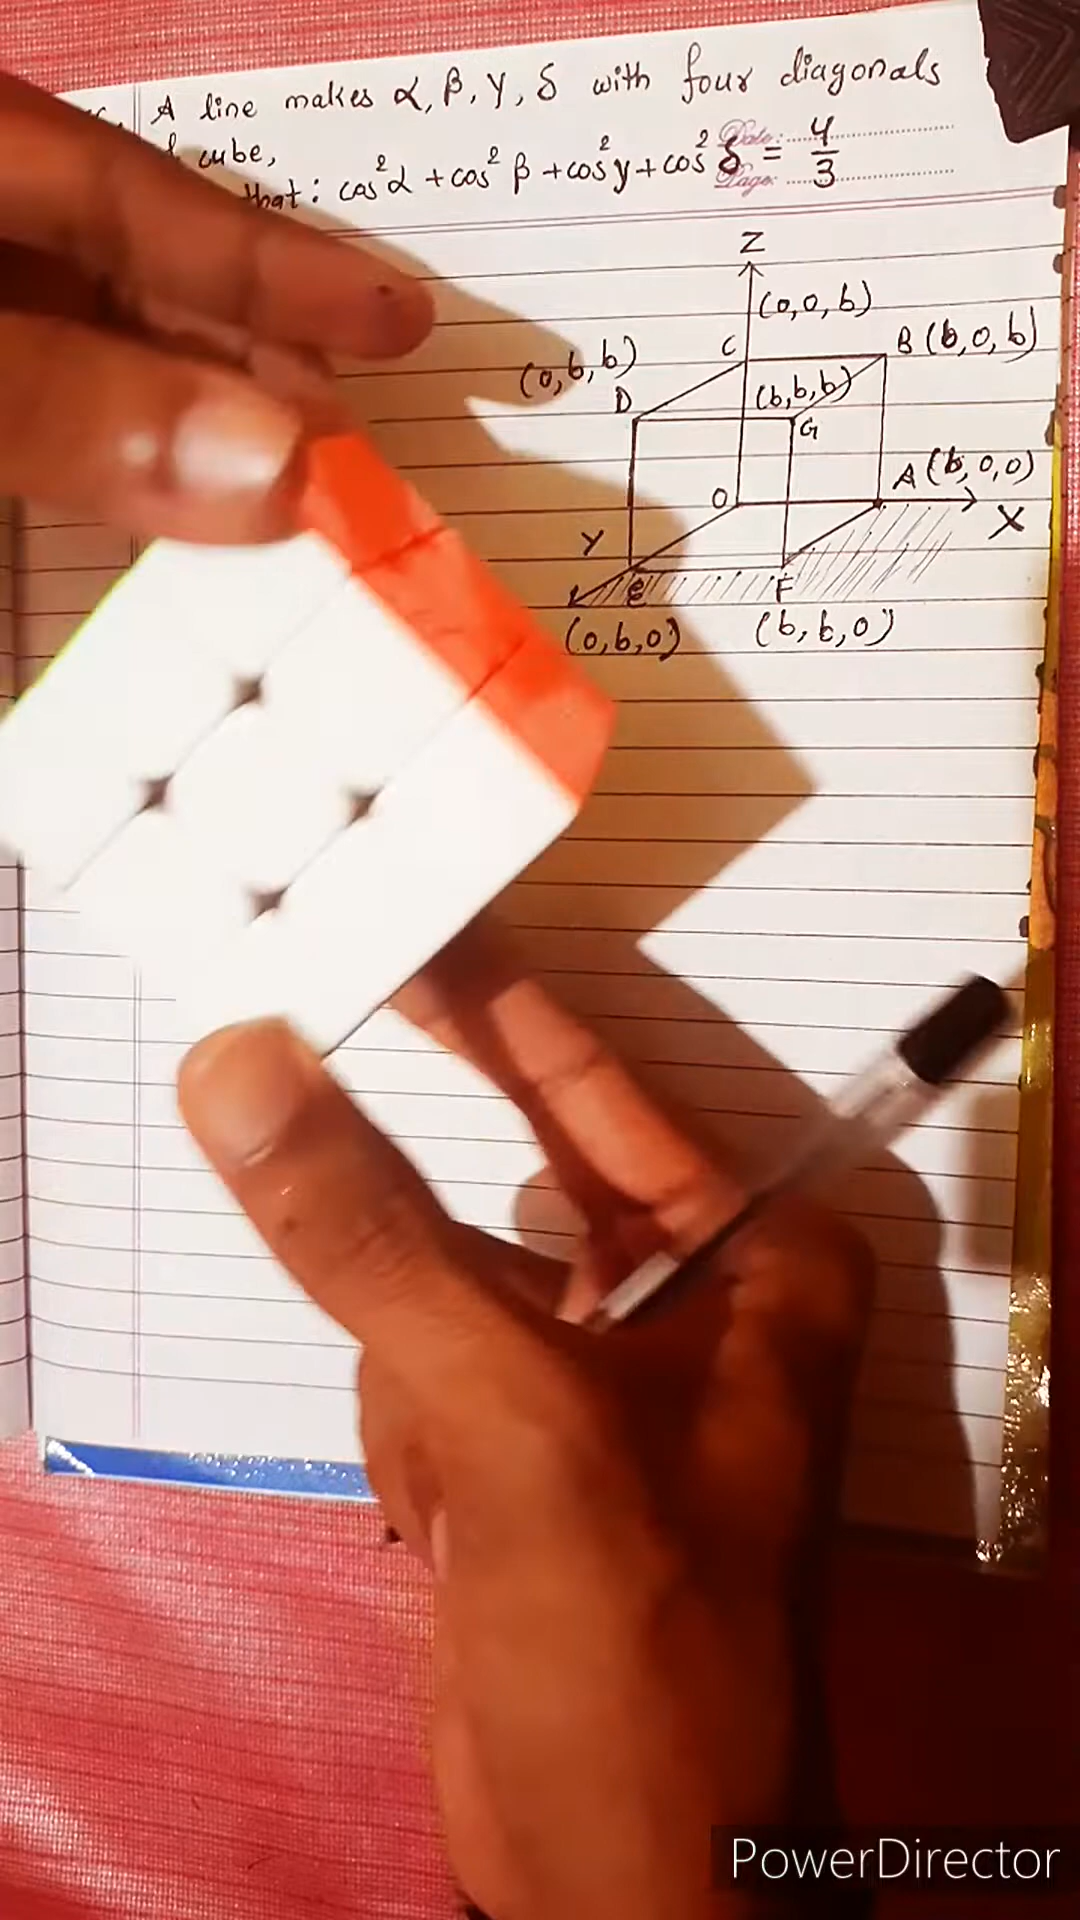 A line makes α, β, γ, δ with four diagonals
cube,
that : cos²α + cos²β + cos²γ + cos²δ = 4/3
Date:
Page:
Z
(0,0,b)
C
B (b,0,b)
(0,b,b)
D
(b,b,b)
G
A (b,0,0)
O
X
Y
E
F
(0,b,0)
(b,b,0)
PowerDirector